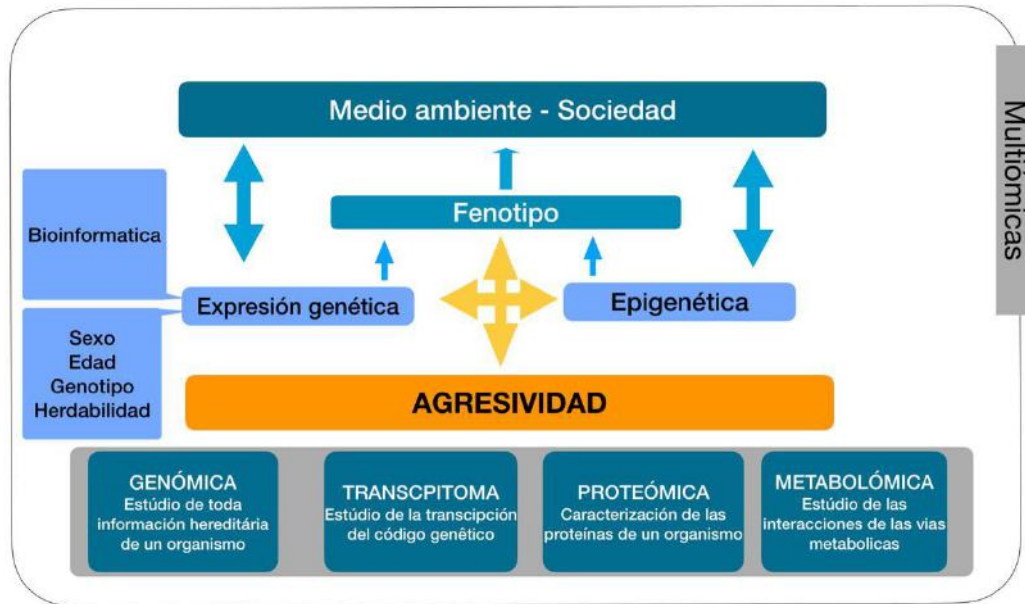 Medio ambiente - Sociedad
Multiómicas
Fenotipo
Bioinformatica
Expresión genética
Epigenética
Sexo
Edad
Genotipo
Herdabilidad
AGRESIVIDAD
GENÓMICA
Estúdio de toda
información hereditária
de un organismo
TRANSCPITOMA
Estúdio de la transcipción
del código genêtico
PROTEÓMICA
Caracterización de las
proteínas de un organismo
METABOLÓMICA
Estúdio de las
interacciones de las vias
metabolicas